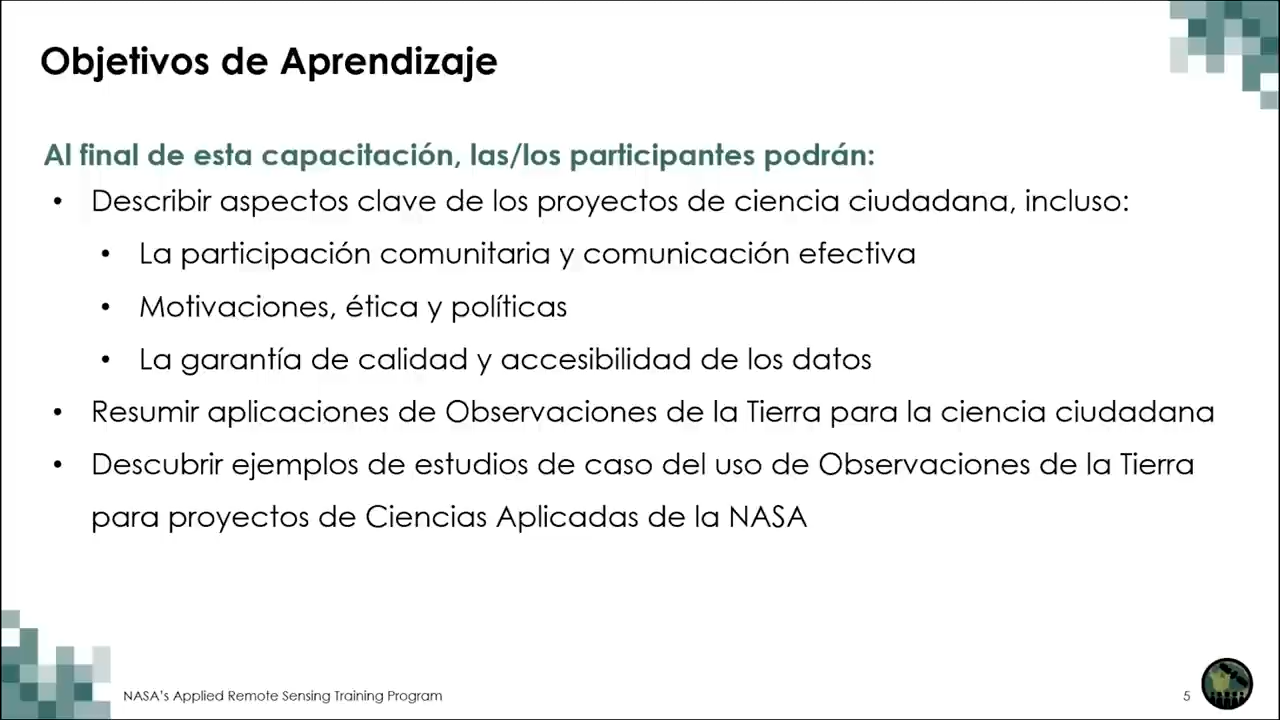 Objetivos de Aprendizaje
Al final de esta capacitación, las/los participantes podrán:
• Describir aspectos clave de los proyectos de ciencia ciudadana, incluso:
• La participación comunitaria y comunicación efectiva
• Motivaciones, ética y políticas
• La garantía de calidad y accesibilidad de los datos
• Resumir aplicaciones de Observaciones de la Tierra para la ciencia ciudadana
• Descubrir ejemplos de estudios de caso del uso de Observaciones de la Tierra
para proyectos de Ciencias Aplicadas de la NASA
NASA's Applied Remote Sensing Training Program
5